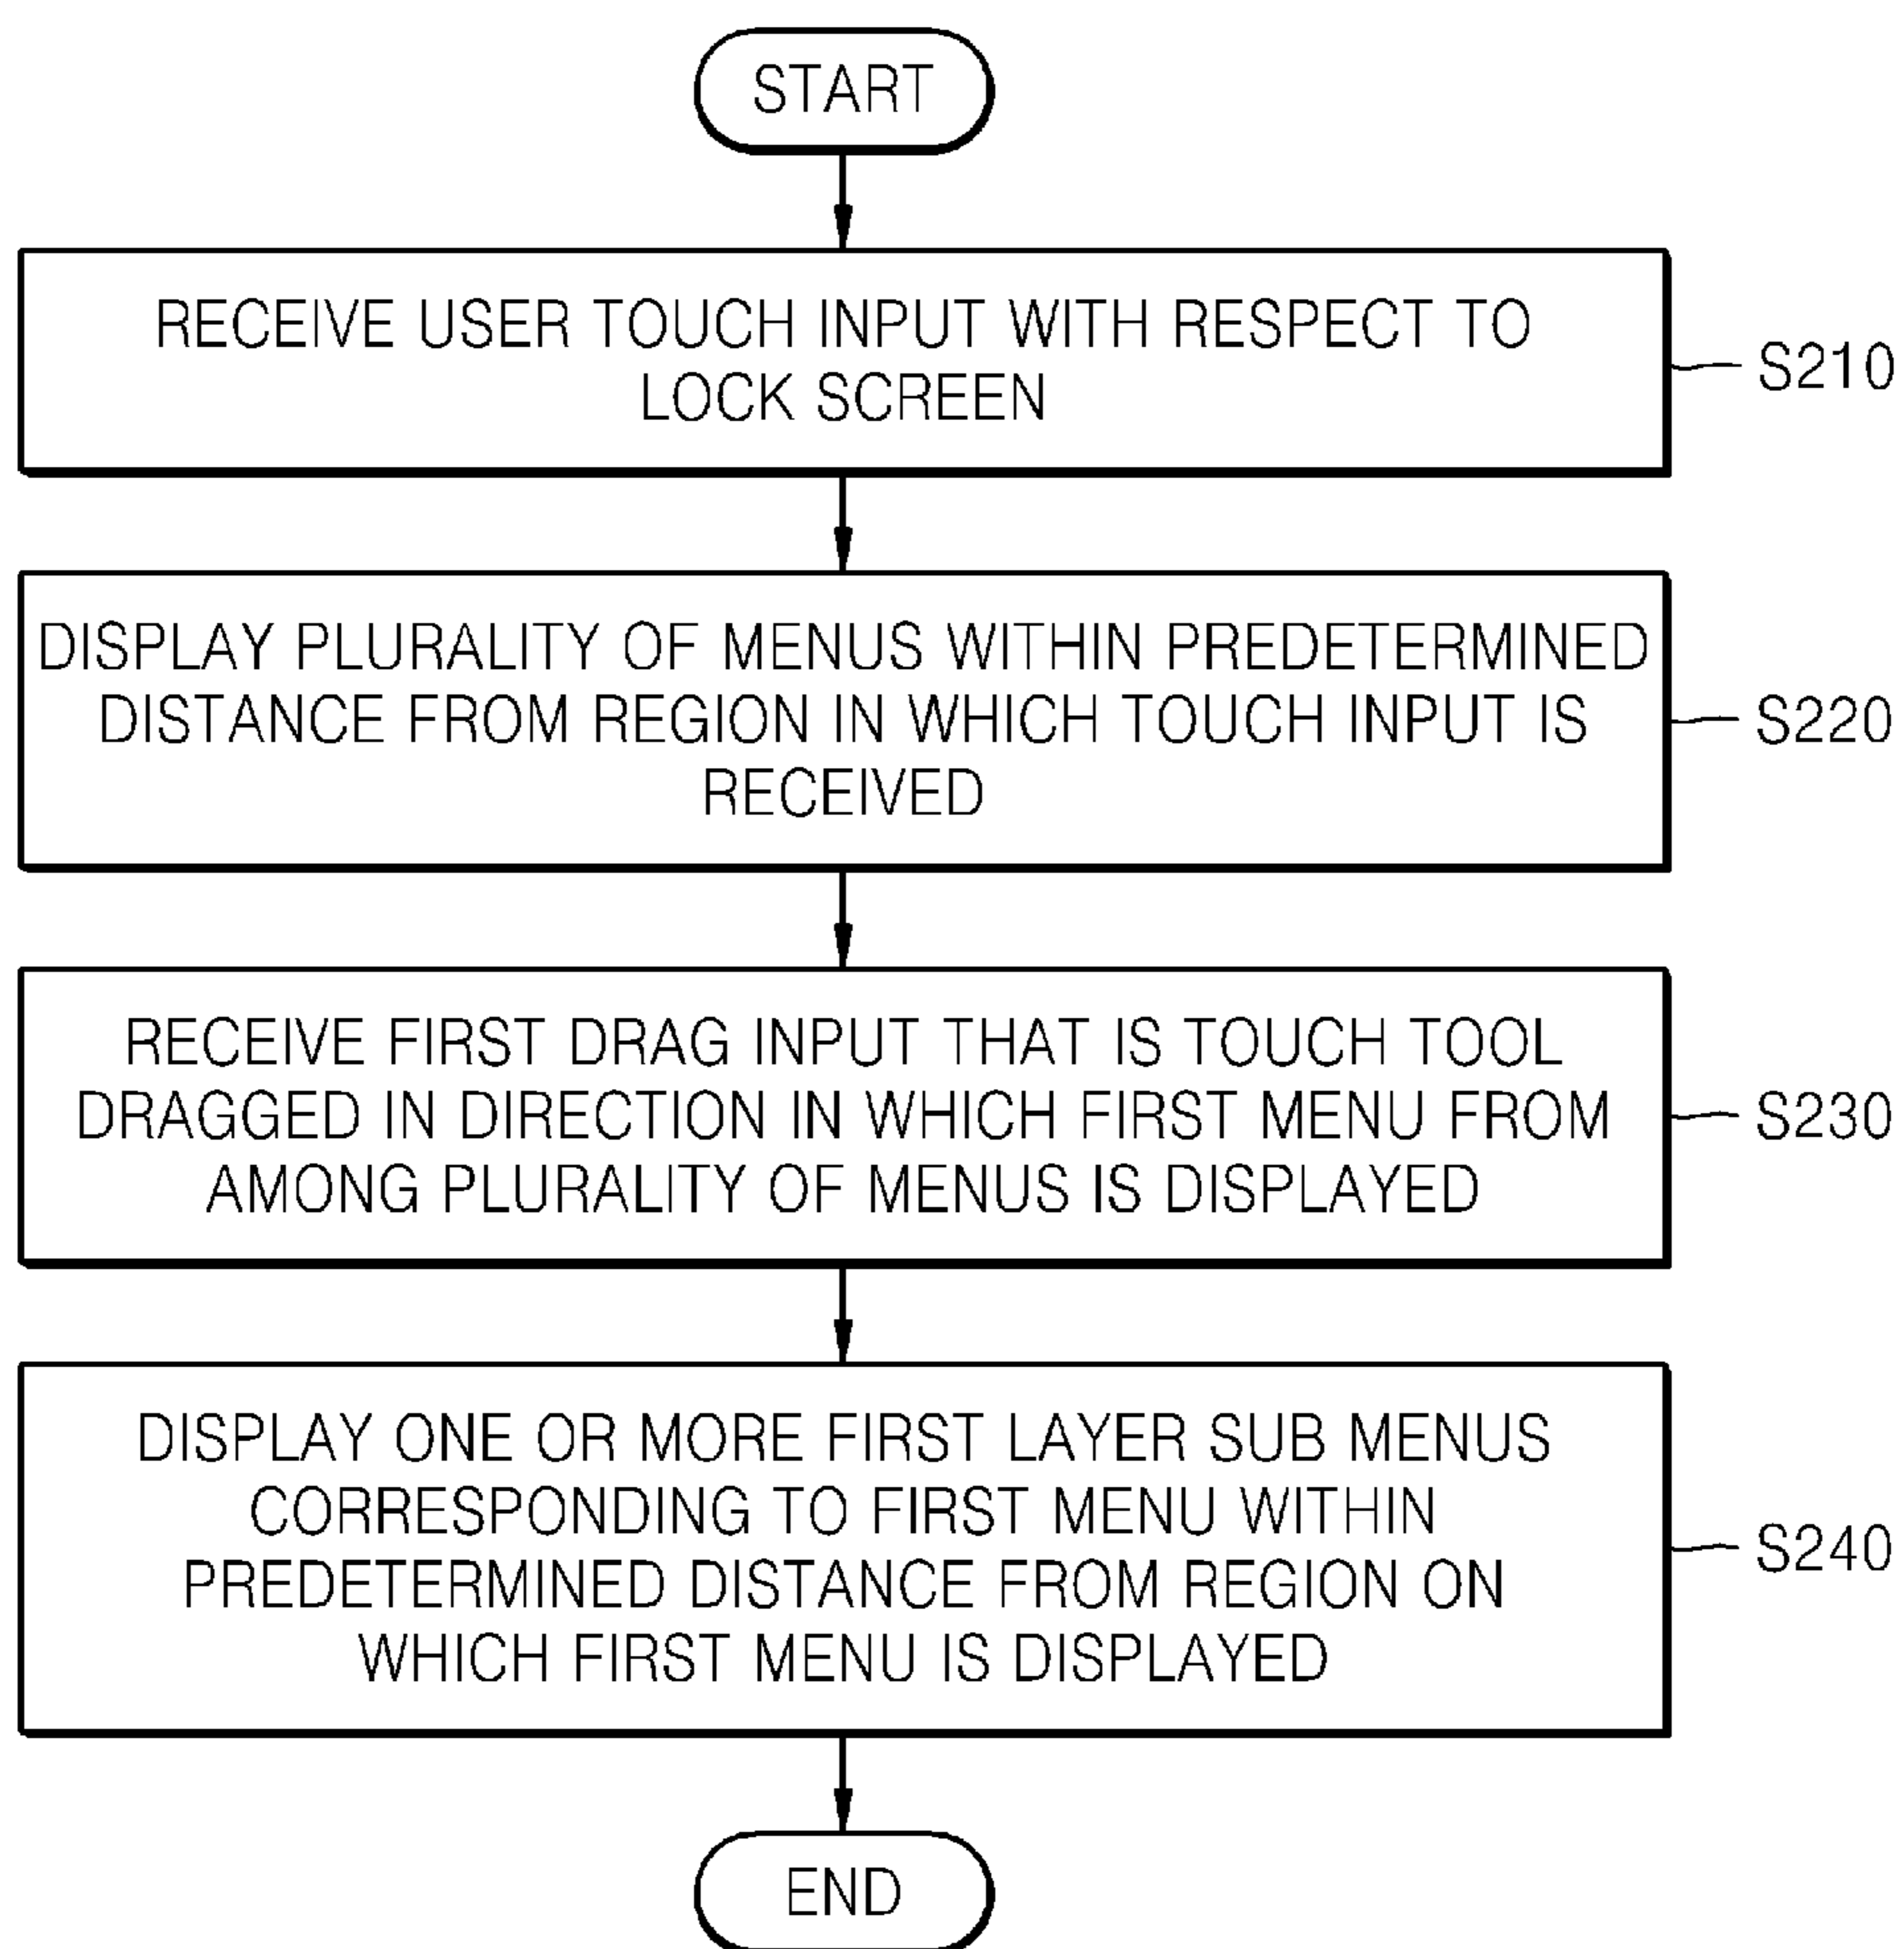 START
RECEIVE USER TOUCH INPUT WITH RESPECT TO
LOCK SCREEN
S210
DISPLAY PLURALITY OF MENUS WITHIN PREDETERMINED
DISTANCE FROM REGION IN WHICH TOUCH INPUT IS
RECEIVED
S220
RECEIVE FIRST DRAG INPUT THAT IS TOUCH TOOL
DRAGGED IN DIRECTION IN WHICH FIRST MENU FROM
AMONG PLURALITY OF MENUS IS DISPLAYED
S230
DISPLAY ONE OR MORE FIRST LAYER SUB MENUS
CORRESPONDING TO FIRST MENU WITHIN
PREDETERMINED DISTANCE FROM REGION ON
WHICH FIRST MENU IS DISPLAYED
S240
END